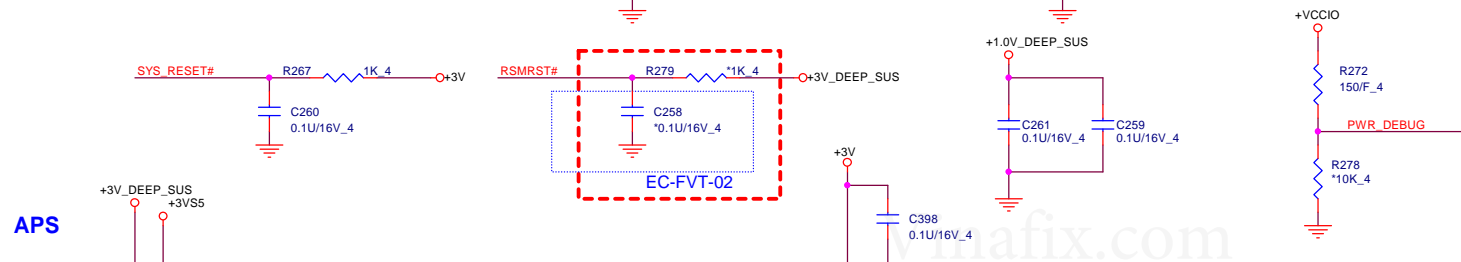 +VCCIO
+1.0V_DEEP_SUS
SYS_RESET#
R267
1K_4
+3V
RSMRST#
R279
*1K_4
+3V_DEEP_SUS
R272
150/F_4
C260
0.1U/16V_4
C258
*0.1U/16V_4
C261
0.1U/16V_4
C259
0.1U/16V_4
PWR_DEBUG
+3V
R278
*10K_4
EC-FVT-02
+3V_DEEP_SUS
+3VS5
APS
C398
0.1U/16V_4
vinafix.com